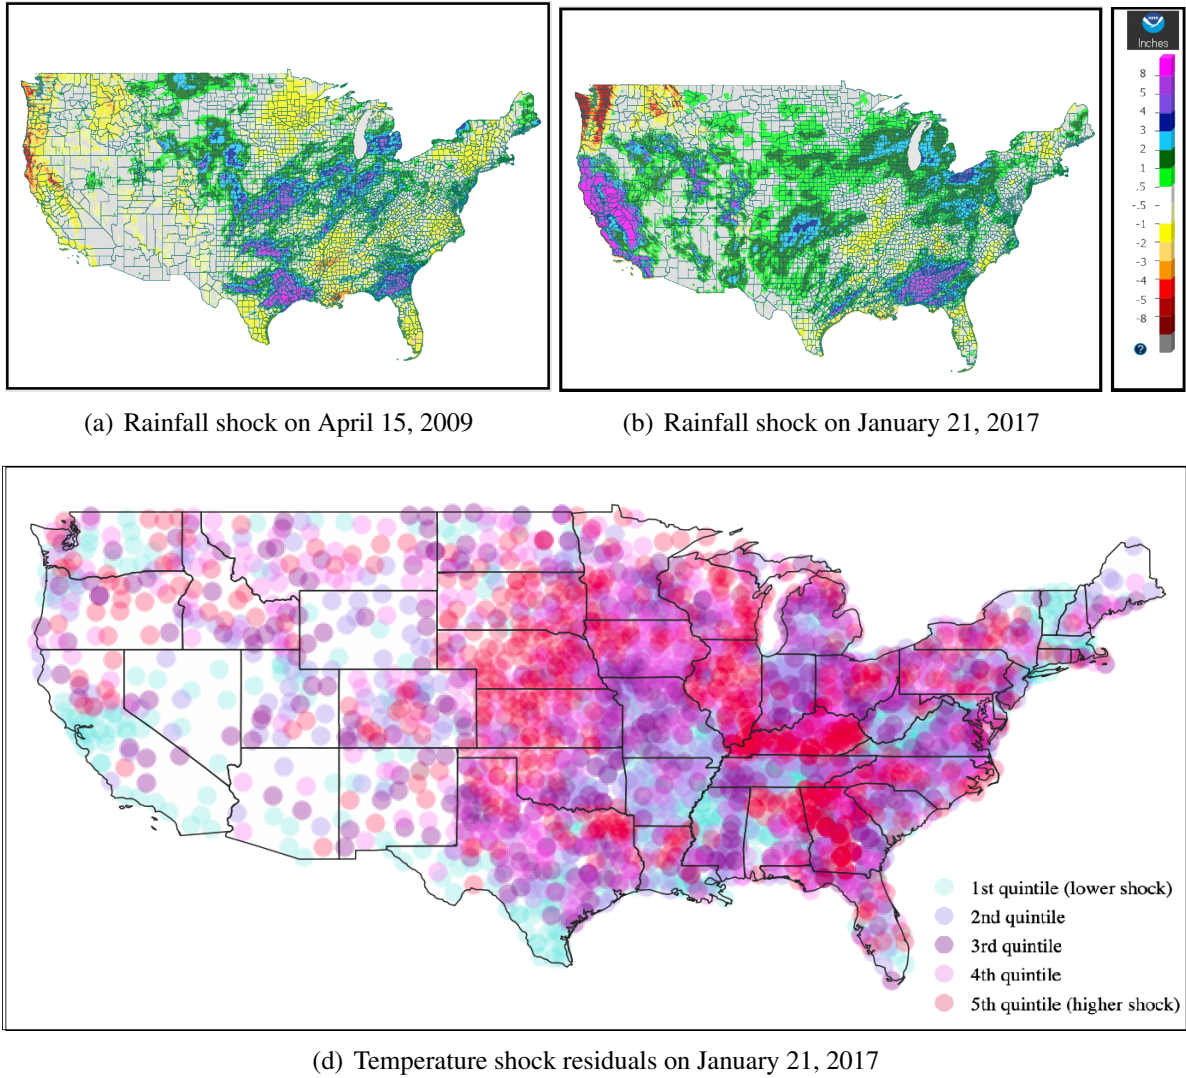 NOAA
Inches
8
5
4
3
2
1
.5
-.5
-1
-2
-3
-4
-5
-8
?
(a) Rainfall shock on April 15, 2009
(b) Rainfall shock on January 21, 2017
1st quintile (lower shock)
2nd quintile
3rd quintile
4th quintile
5th quintile (higher shock)
(d) Temperature shock residuals on January 21, 2017